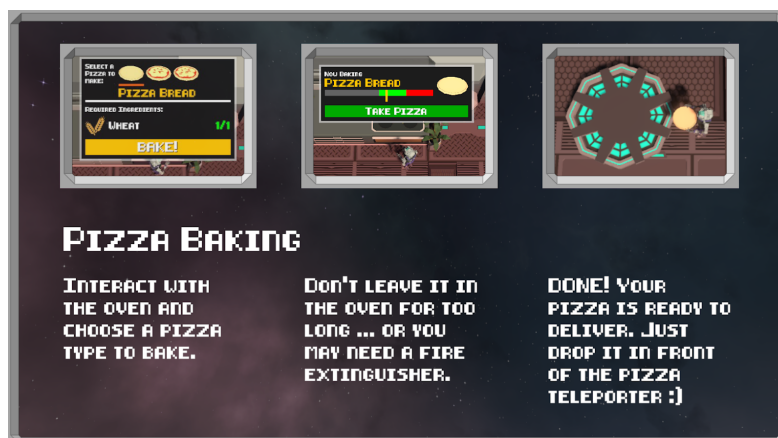 Select a
Pizza to
make:
Pizza Bread
Required Ingredients:
Wheat 1/1
BAKE!
Now Baking
Pizza Bread
Take Pizza
Pizza Baking
Interact with
the oven and
choose a pizza
type to bake.
Don't leave it in
the oven for too
long ... or you
may need a fire
extinguisher.
DONE! Your
pizza is ready to
deliver. Just
drop it in front
of the pizza
teleporter :)